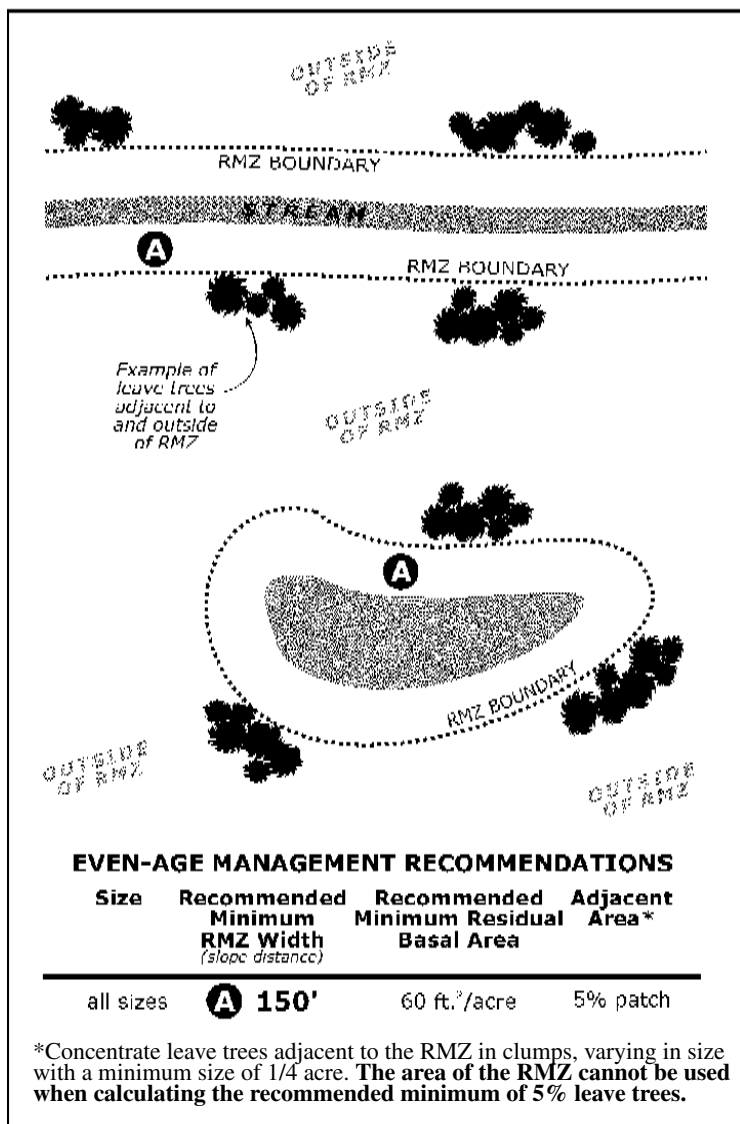 OUTSIDE
OF RMZ
RMZ BOUNDARY
STREAM
A
RMZ BOUNDARY
Example of
leave trees
adjacent to
and outside
of RMZ
OUTSIDE
OF RMZ
A
RMZ BOUNDARY
OUTSIDE
OF RMZ
OUTSIDE
OF RMZ
EVEN-AGE MANAGEMENT RECOMMENDATIONS
Size Recommended Recommended Adjacent
Minimum Minimum Residual Area*
RMZ Width Basal Area
(slope distance)
all sizes A 150' 60 ft.²/acre 5% patch
*Concentrate leave trees adjacent to the RMZ in clumps, varying in size
with a minimum size of 1/4 acre. The area of the RMZ cannot be used
when calculating the recommended minimum of 5% leave trees.